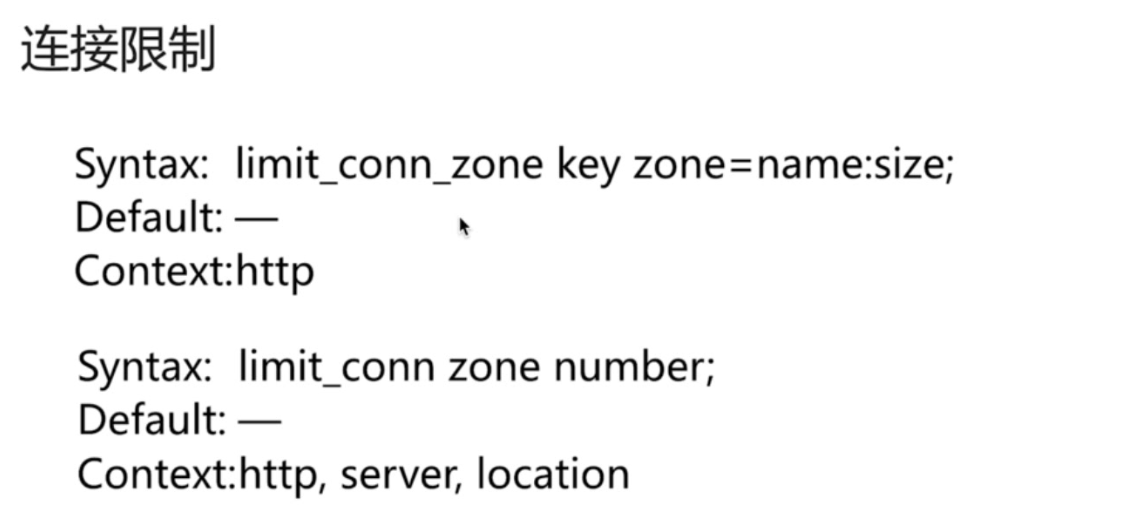 连接限制
Syntax: limit_conn_zone key zone=name:size;
Default: —
Context:http
Syntax: limit_conn zone number;
Default: —
Context:http, server, location